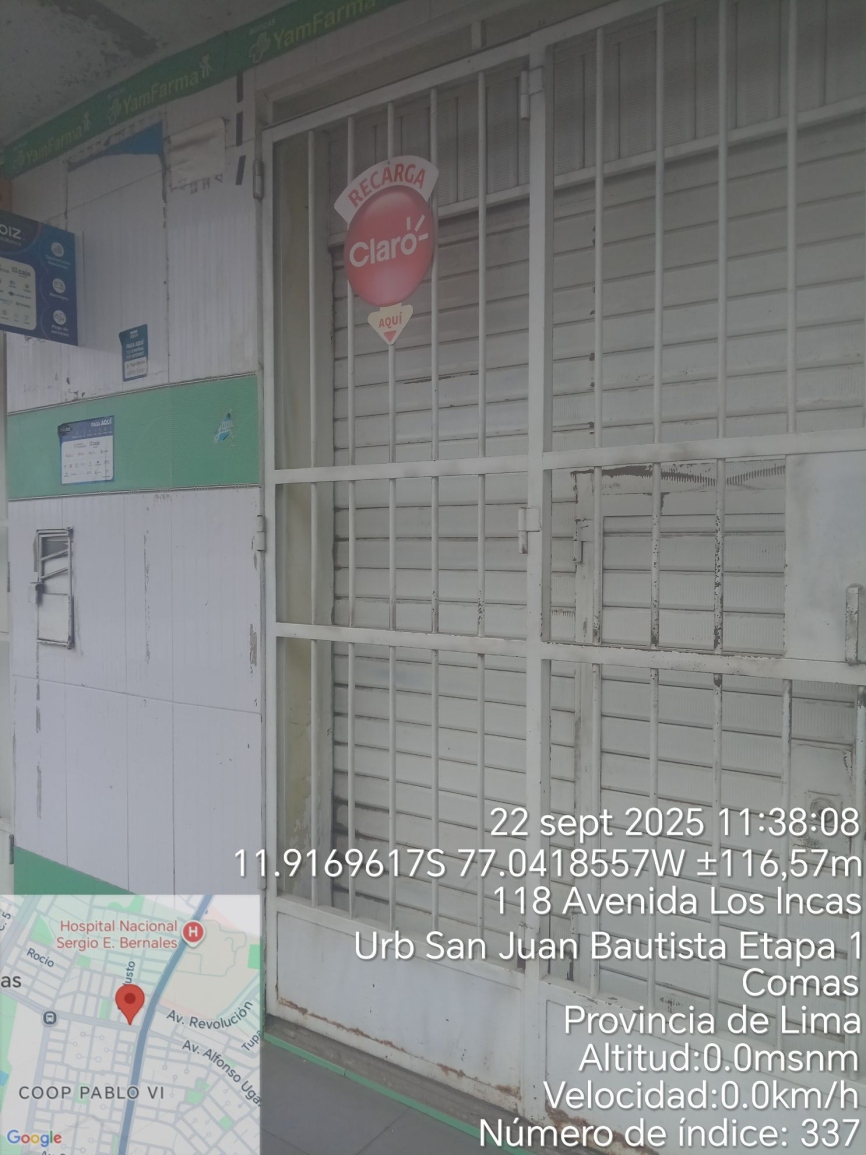 YamFarma
YamFarma
YamFarma
RECARGA
Claro
AQUÍ
22 sept 2025 11:38:08
11.9169617S 77.0418557W ±116,57m
118 Avenida Los Incas
Urb San Juan Bautista Etapa 1
Comas
Provincia de Lima
Altitud:0.0msnm
Velocidad:0.0km/h
Número de índice: 337
Hospital Nacional
Sergio E. Bernales
H
Rocío
Av. Revolución
Av. Alfonso Ugar
COOP PABLO VI
Google